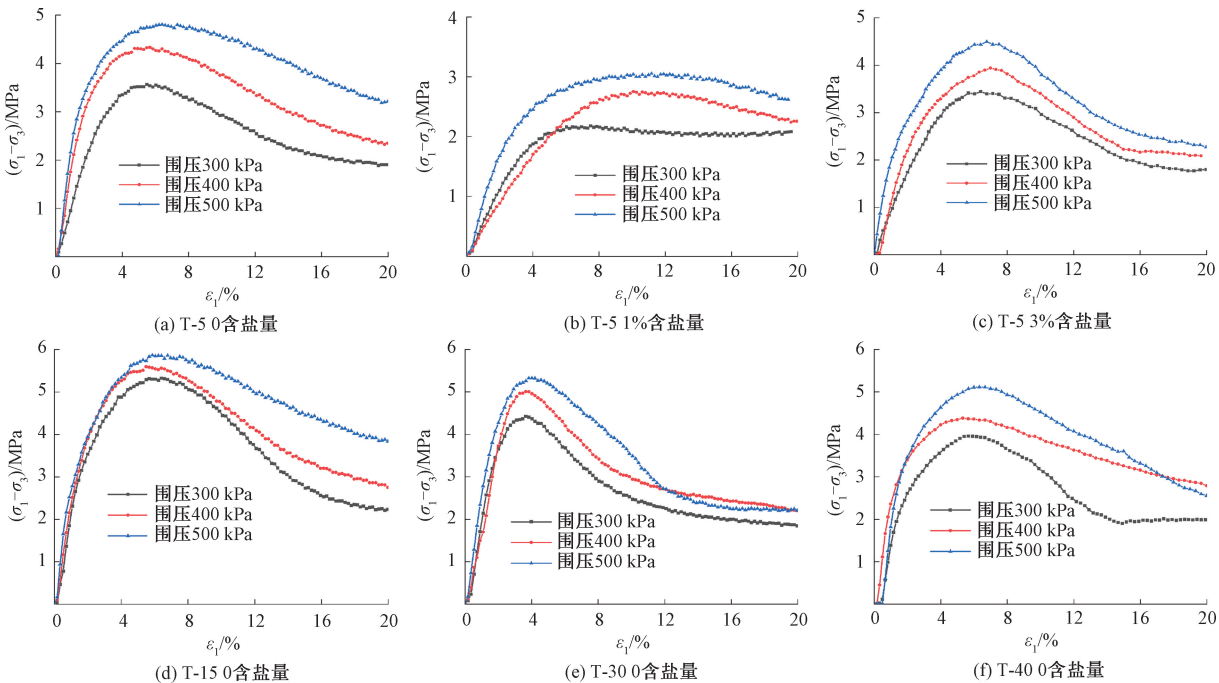 5
4
3
2
1
(σ₁−σ₃)/MPa
围压300 kPa
围压400 kPa
围压500 kPa
0 4 8 12 16 20
ε₁/%
(a) T-5 0含盐量
4
3
2
1
(σ₁−σ₃)/MPa
围压300 kPa
围压400 kPa
围压500 kPa
0 4 8 12 16 20
ε₁/%
(b) T-5 1%含盐量
5
4
3
2
1
(σ₁−σ₃)/MPa
围压300 kPa
围压400 kPa
围压500 kPa
0 4 8 12 16 20
ε₁/%
(c) T-5 3%含盐量
6
5
4
3
2
1
(σ₁−σ₃)/MPa
围压300 kPa
围压400 kPa
围压500 kPa
0 4 8 12 16 20
ε₁/%
(d) T-15 0含盐量
6
5
4
3
2
1
(σ₁−σ₃)/MPa
围压300 kPa
围压400 kPa
围压500 kPa
0 4 8 12 16 20
ε₁/%
(e) T-30 0含盐量
6
5
4
3
2
1
(σ₁−σ₃)/MPa
围压300 kPa
围压400 kPa
围压500 kPa
0 4 8 12 16 20
ε₁/%
(f) T-40 0含盐量